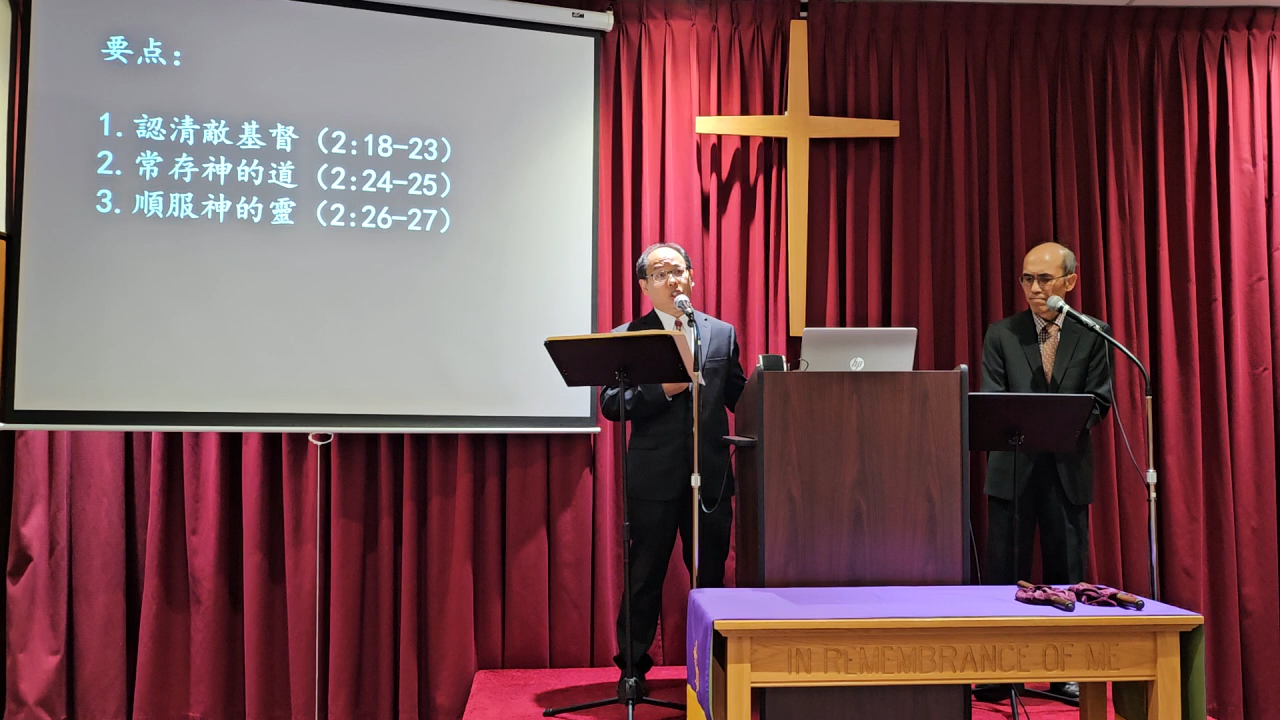 要点:
1. 認清敵基督 (2:18-23)
2. 常存神的道 (2:24-25)
3. 順服神的靈 (2:26-27)
hp
IN REMEMBRANCE OF ME